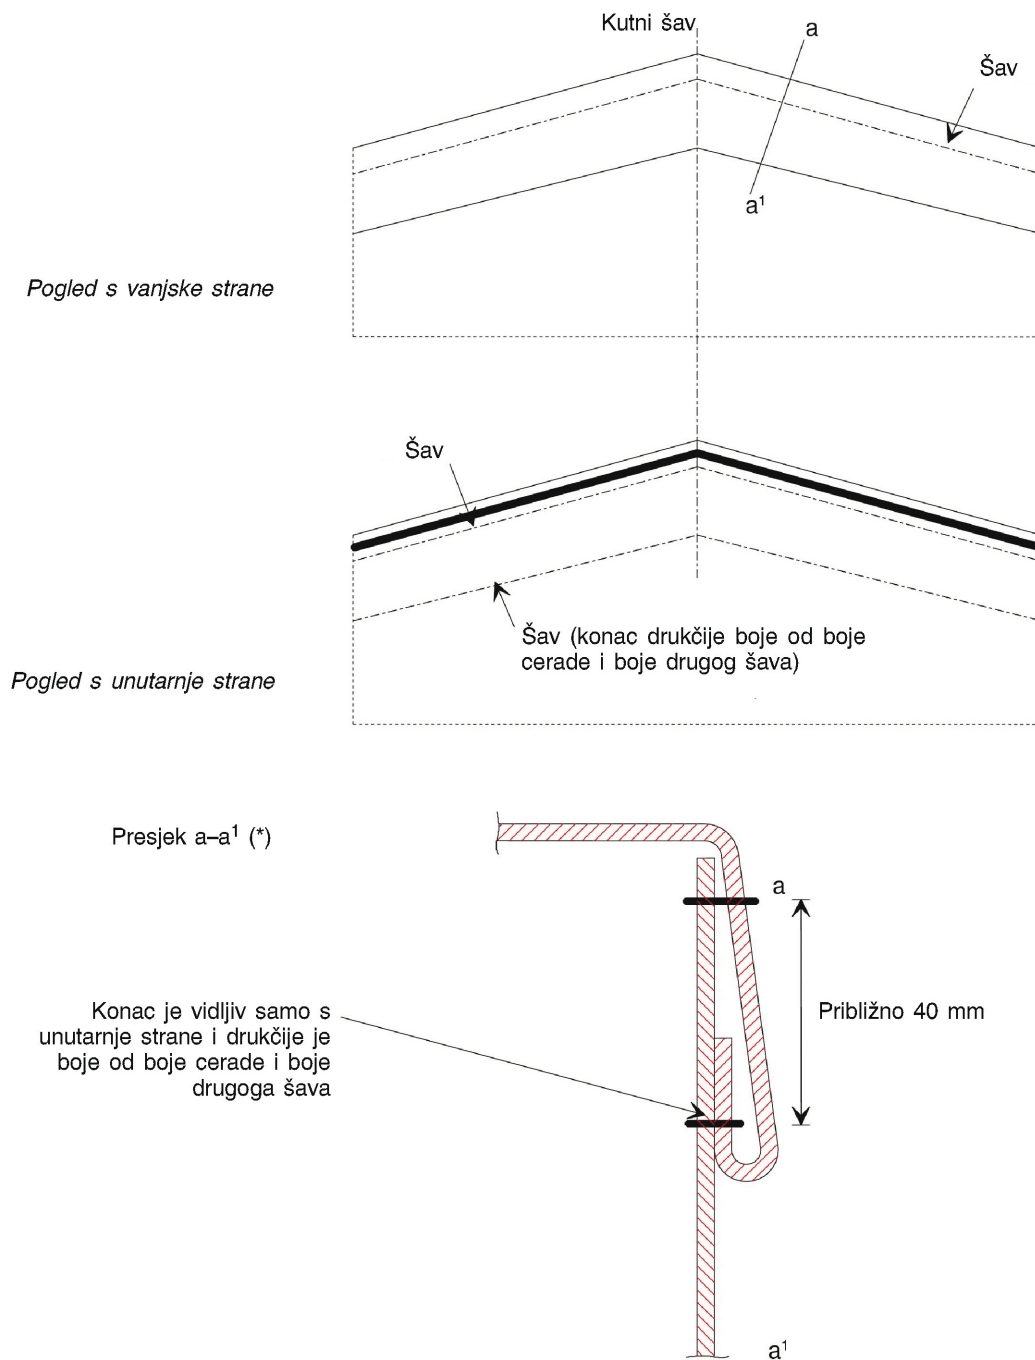 Kutni šav
a
Šav
a¹
Pogled s vanjske strane
Šav
Šav (konac drukčije boje od boje
cerade i boje drugog šava)
Pogled s unutarnje strane
Presjek a–a¹ (*)
a
Konac je vidljiv samo s
unutarnje strane i drukčije je
boje od boje cerade i boje
drugoga šava
Približno 40 mm
a¹